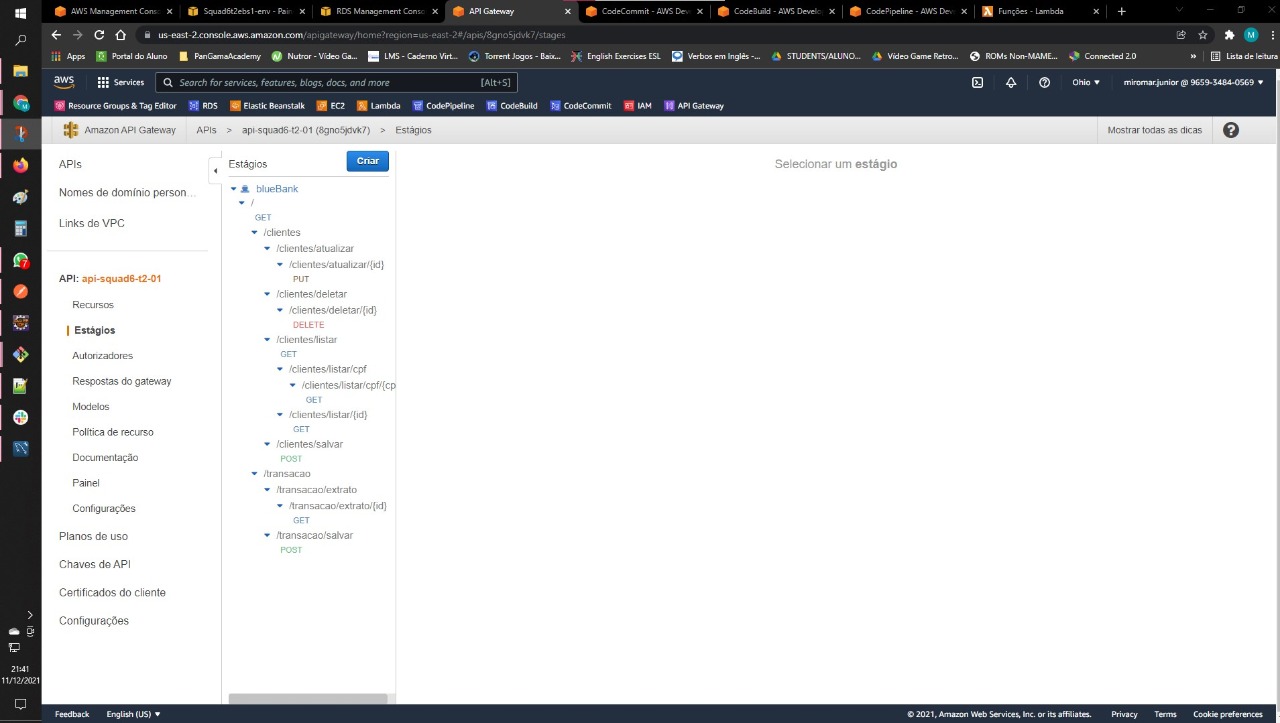 AWS Management Conso
Squad6t2ebs1-env - Pain
RDS Management Conso
API Gateway
CodeCommit - AWS Dev
CodeBuild - AWS Develo
CodePipeline - AWS Dev
Funções - Lambda
us-east-2.console.aws.amazon.com/apigateway/home?region=us-east-2#/apis/8gno5jdvk7/stages
M
Apps
Portal do Aluno
PanGamaAcademy
Nutror - Vídeo Ga...
LMS - Caderno Virt...
Torrent Jogos - Baix...
English Exercises ESL
Verbos em Inglês -...
STUDENTS/ALUNO/...
Vídeo Game Retro...
ROMs Non-MAME...
Connected 2.0
»
Lista de leitura
aws
Services
Search for services, features, blogs, docs, and more
[Alt+S]
Ohio
miromar.junior @ 9659-3484-0569
Resource Groups & Tag Editor
RDS
Elastic Beanstalk
EC2
Lambda
CodePipeline
CodeBuild
CodeCommit
IAM
API Gateway
Amazon API Gateway
APIs > api-squad6-t2-01 (8gno5jdvk7) > Estágios
Mostrar todas as dicas
?
APIs
Nomes de domínio person...
Links de VPC
API: api-squad6-t2-01
Recursos
Estágios
Autorizadores
Respostas do gateway
Modelos
Política de recurso
Documentação
Painel
Configurações
Planos de uso
Chaves de API
Certificados do cliente
Configurações
Estágios
Criar
blueBank
/
GET
/clientes
/clientes/atualizar
/clientes/atualizar/{id}
PUT
/clientes/deletar
/clientes/deletar/{id}
DELETE
/clientes/listar
GET
/clientes/listar/cpf
/clientes/listar/cpf/{cp
GET
/clientes/listar/{id}
GET
/clientes/salvar
POST
/transacao
/transacao/extrato
/transacao/extrato/{id}
GET
/transacao/salvar
POST
Selecionar um estágio
7
21:41
11/12/2021
Feedback
English (US)
© 2021, Amazon Web Services, Inc. or its affiliates.
Privacy
Terms
Cookie preferences